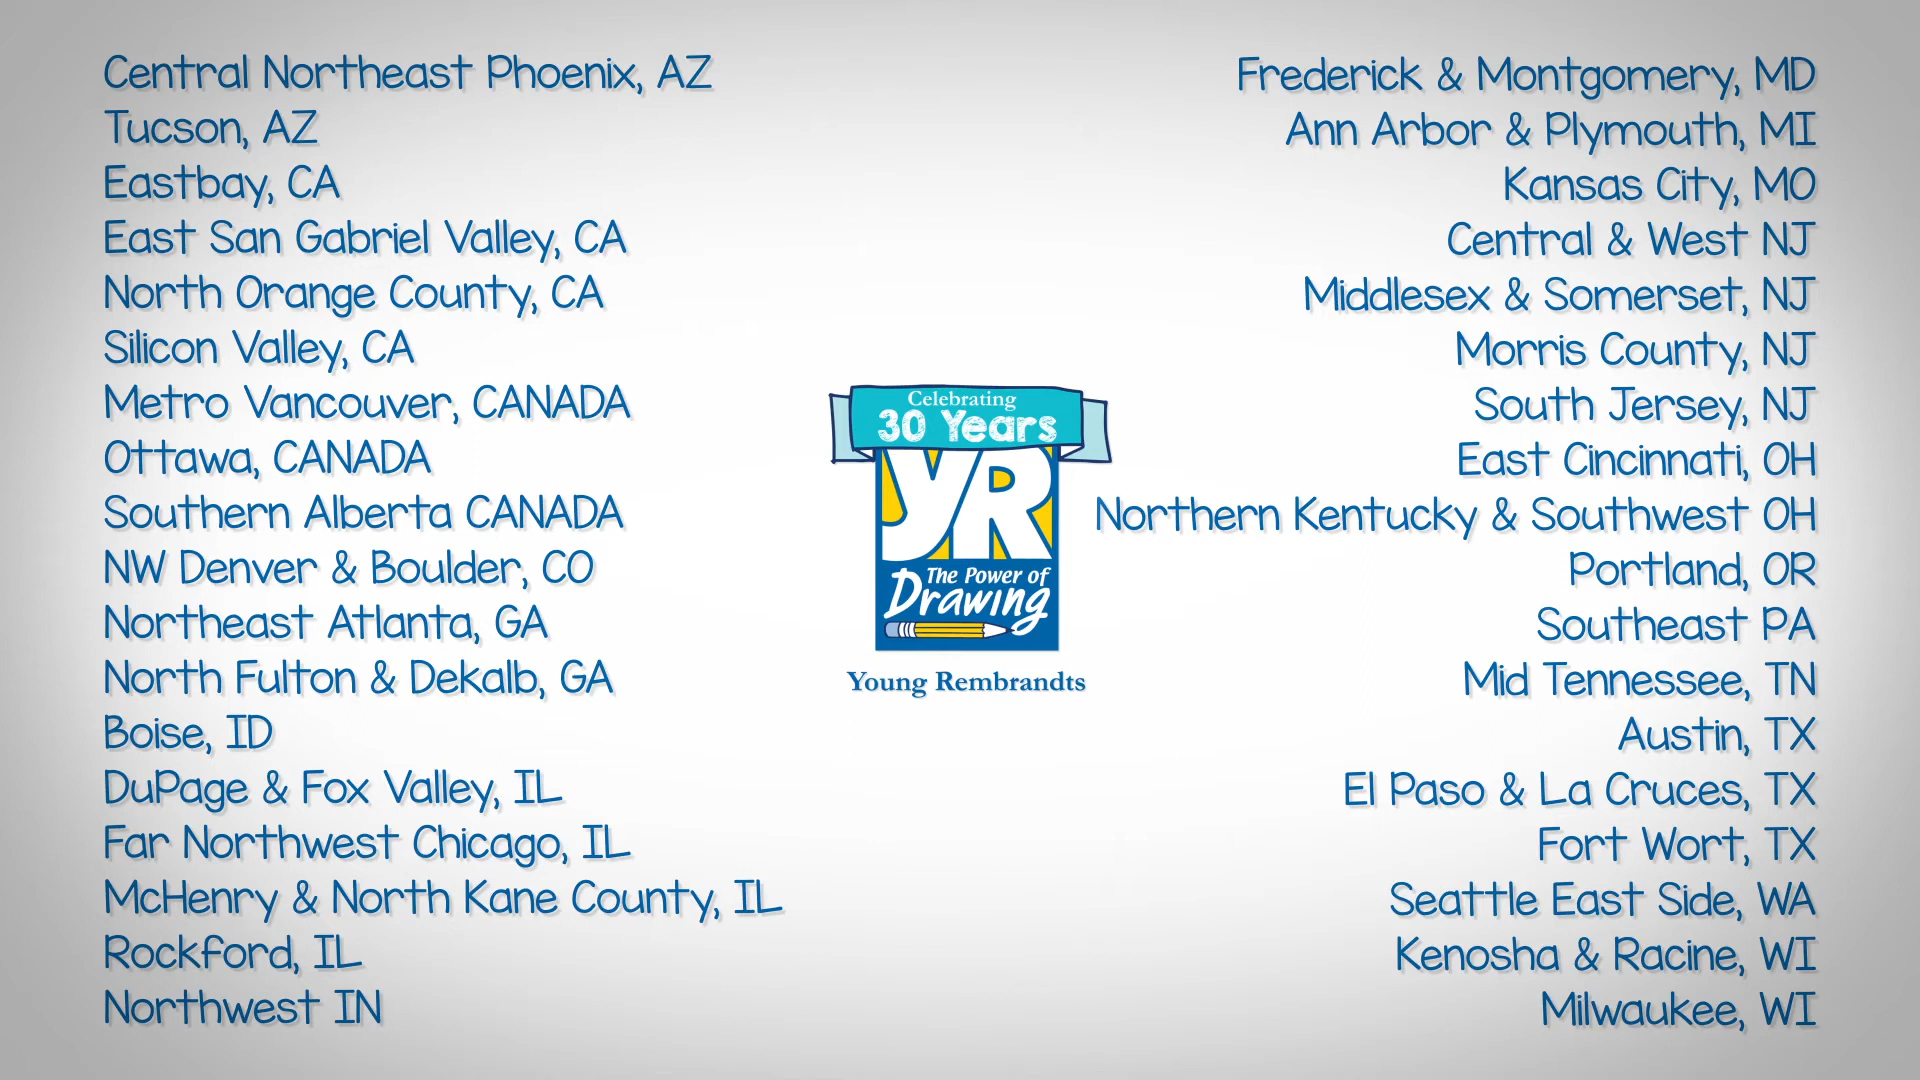 Central Northeast Phoenix, AZ
Tucson, AZ
Eastbay, CA
East San Gabriel Valley, CA
North Orange County, CA
Silicon Valley, CA
Metro Vancouver, CANADA
Ottawa, CANADA
Southern Alberta CANADA
NW Denver & Boulder, CO
Northeast Atlanta, GA
North Fulton & Dekalb, GA
Boise, ID
DuPage & Fox Valley, IL
Far Northwest Chicago, IL
McHenry & North Kane County, IL
Rockford, IL
Northwest IN
Celebrating
30 Years
YR
The Power of
Drawing
Young Rembrandts
Frederick & Montgomery, MD
Ann Arbor & Plymouth, MI
Kansas City, MO
Central & West NJ
Middlesex & Somerset, NJ
Morris County, NJ
South Jersey, NJ
East Cincinnati, OH
Northern Kentucky & Southwest OH
Portland, OR
Southeast PA
Mid Tennessee, TN
Austin, TX
El Paso & La Cruces, TX
Fort Wort, TX
Seattle East Side, WA
Kenosha & Racine, WI
Milwaukee, WI